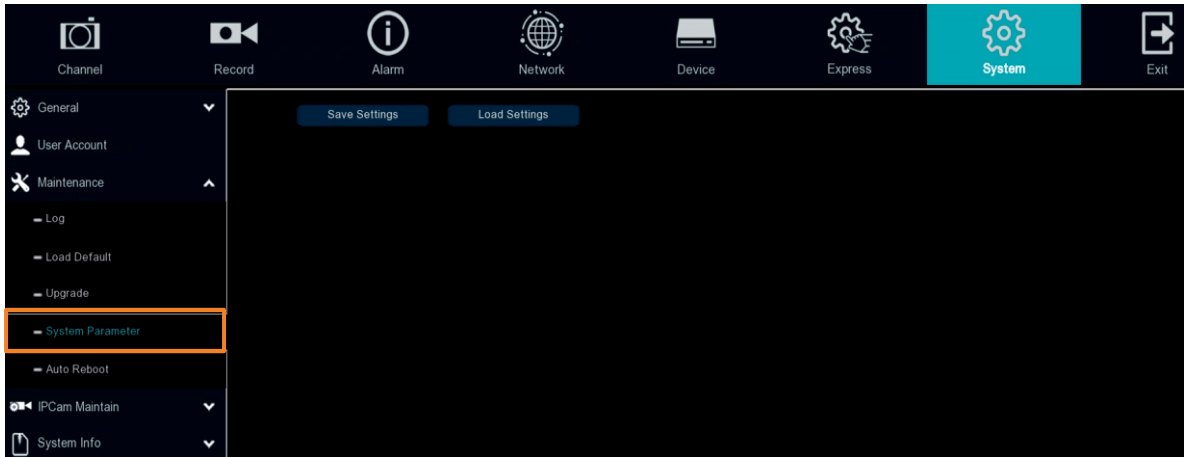 Channel
Record
Alarm
Network
Device
Express
System
Exit
General
User Account
Maintenance
Log
Load Default
Upgrade
System Parameter
Auto Reboot
IPCam Maintain
System Info
Save Settings
Load Settings